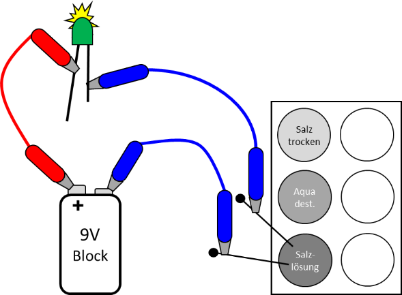 Salz
trocken
Aqua
dest.
Salz-
lösung
+
9V
Block